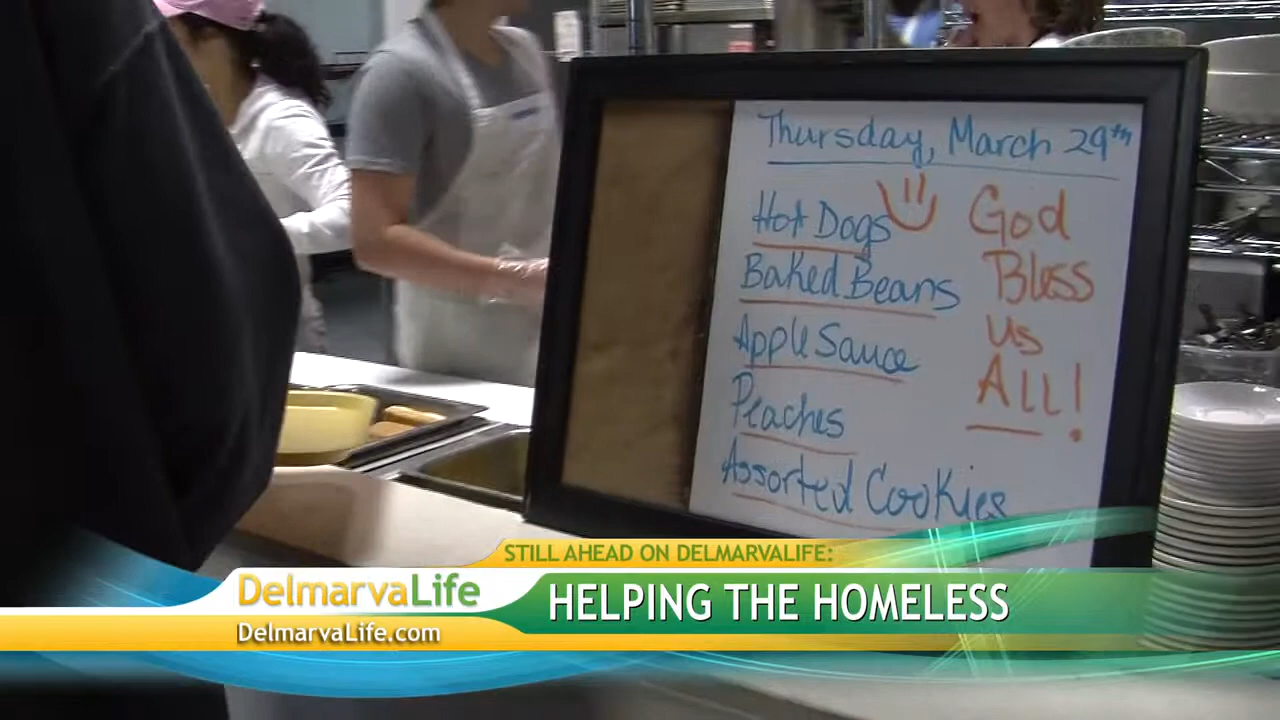 Thursday, March 29th
Hot Dogs
Baked Beans
Apple Sauce
Peaches
Assorted Cookies
God
Bless
Us
All!
STILL AHEAD ON DELMARVALIFE:
DelmarvaLife
HELPING THE HOMELESS
DelmarvaLife.com